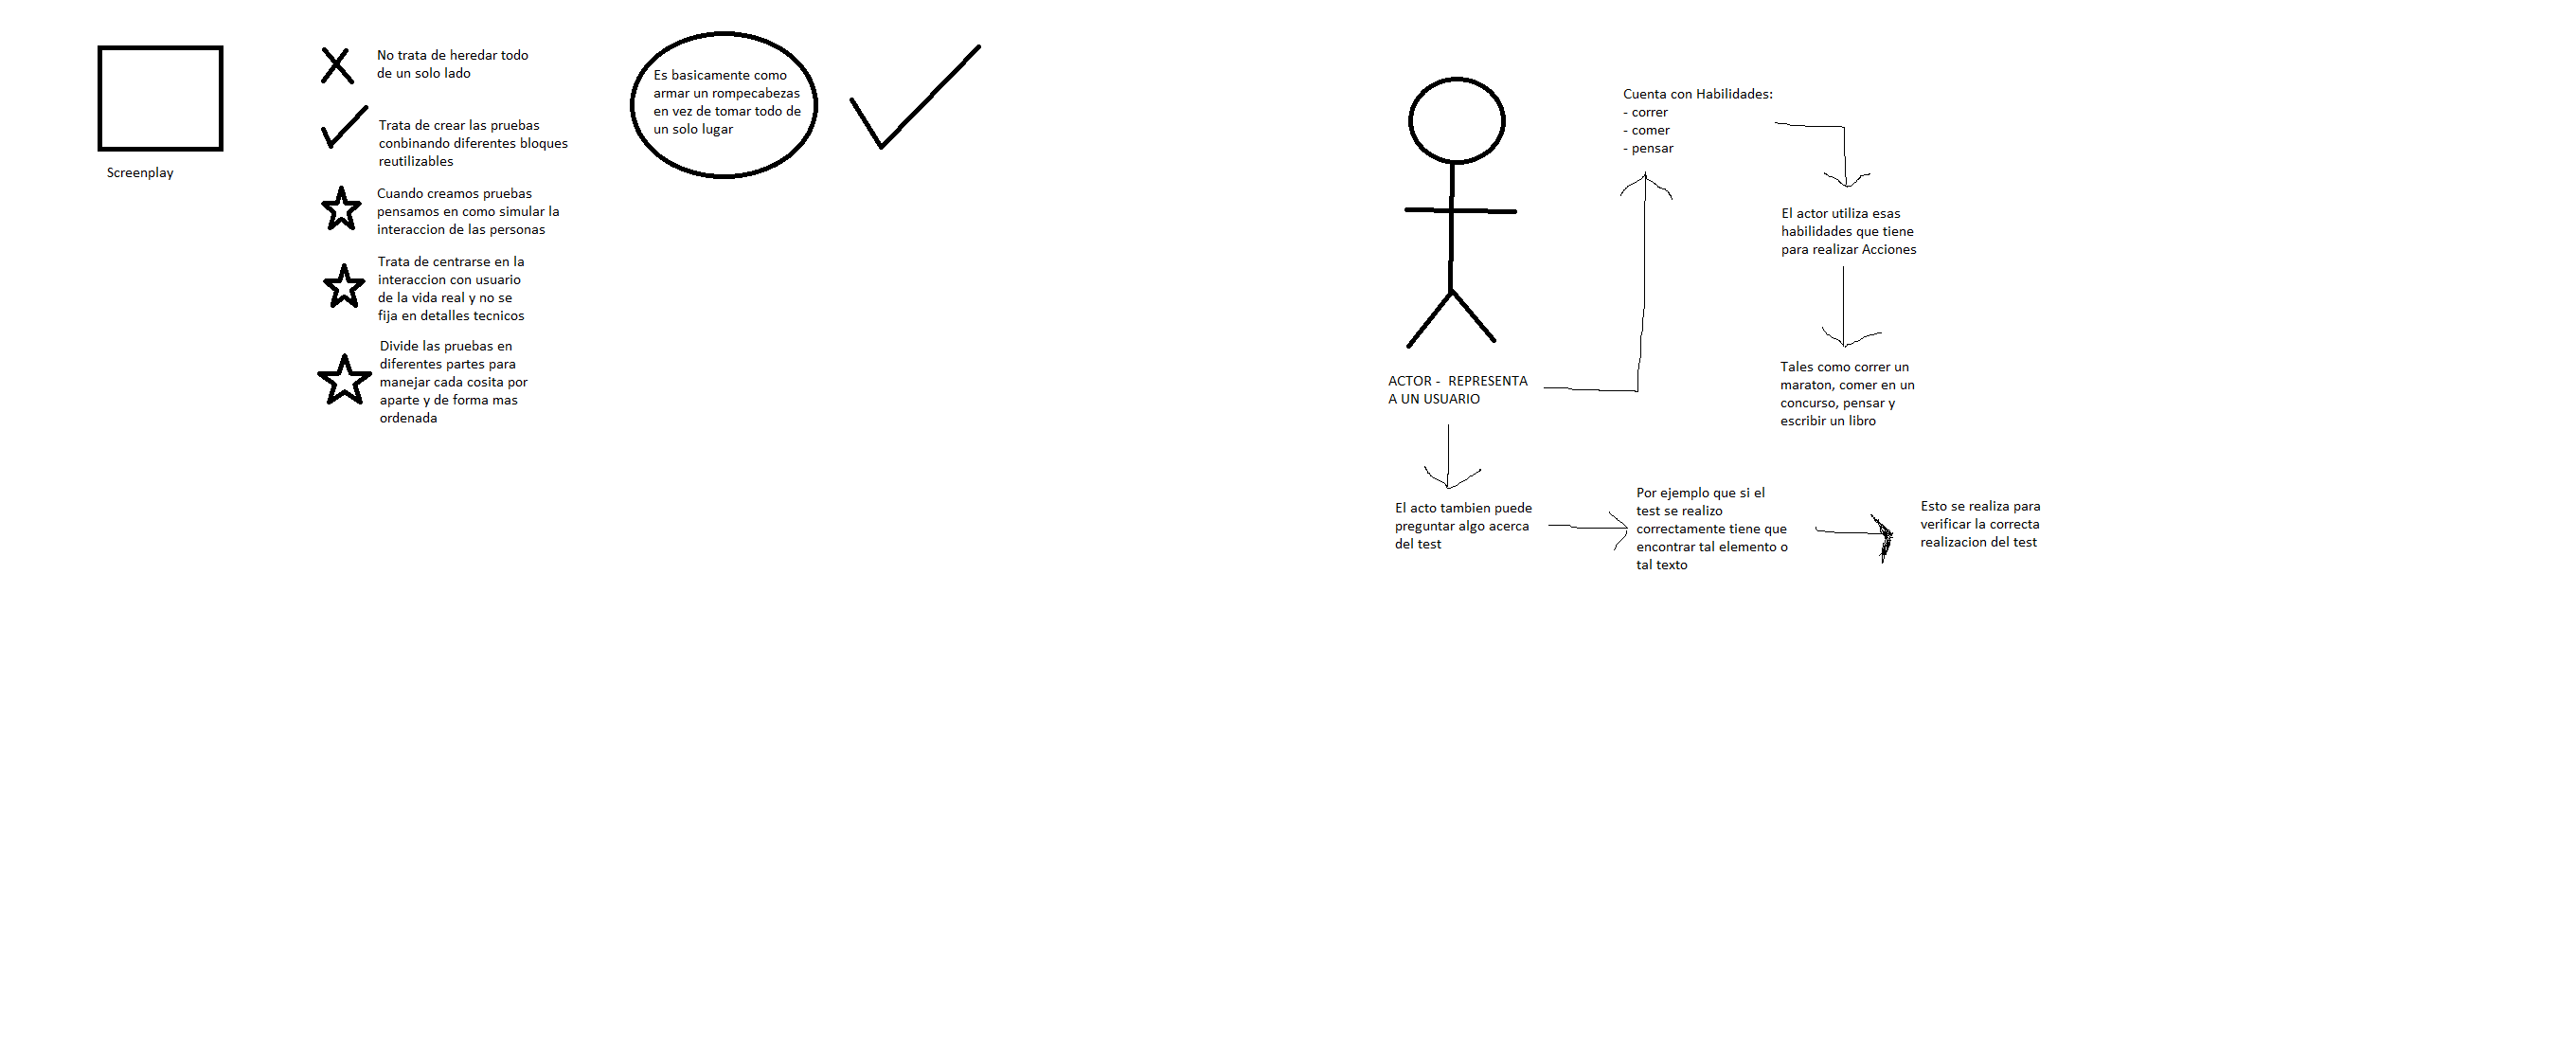 Screenplay
No trata de heredar todo
de un solo lado
Trata de crear las pruebas
conbinando diferentes bloques
reutilizables
Cuando creamos pruebas
pensamos en como simular la
interaccion de las personas
Trata de centrarse en la
interaccion con usuario
de la vida real y no se
fija en detalles tecnicos
Divide las pruebas en
diferentes partes para
manejar cada cosita por
aparte y de forma mas
ordenada
Es basicamente como
armar un rompecabezas
en vez de tomar todo de
un solo lugar
ACTOR -  REPRESENTA
A UN USUARIO
Cuenta con Habilidades:
- correr
- comer
- pensar
El actor utiliza esas
habilidades que tiene
para realizar Acciones
Tales como correr un
maraton, comer en un
concurso, pensar y
escribir un libro
El acto tambien puede
preguntar algo acerca
del test
Por ejemplo que si el
test se realizo
correctamente tiene que
encontrar tal elemento o
tal texto
Esto se realiza para
verificar la correcta
realizacion del test